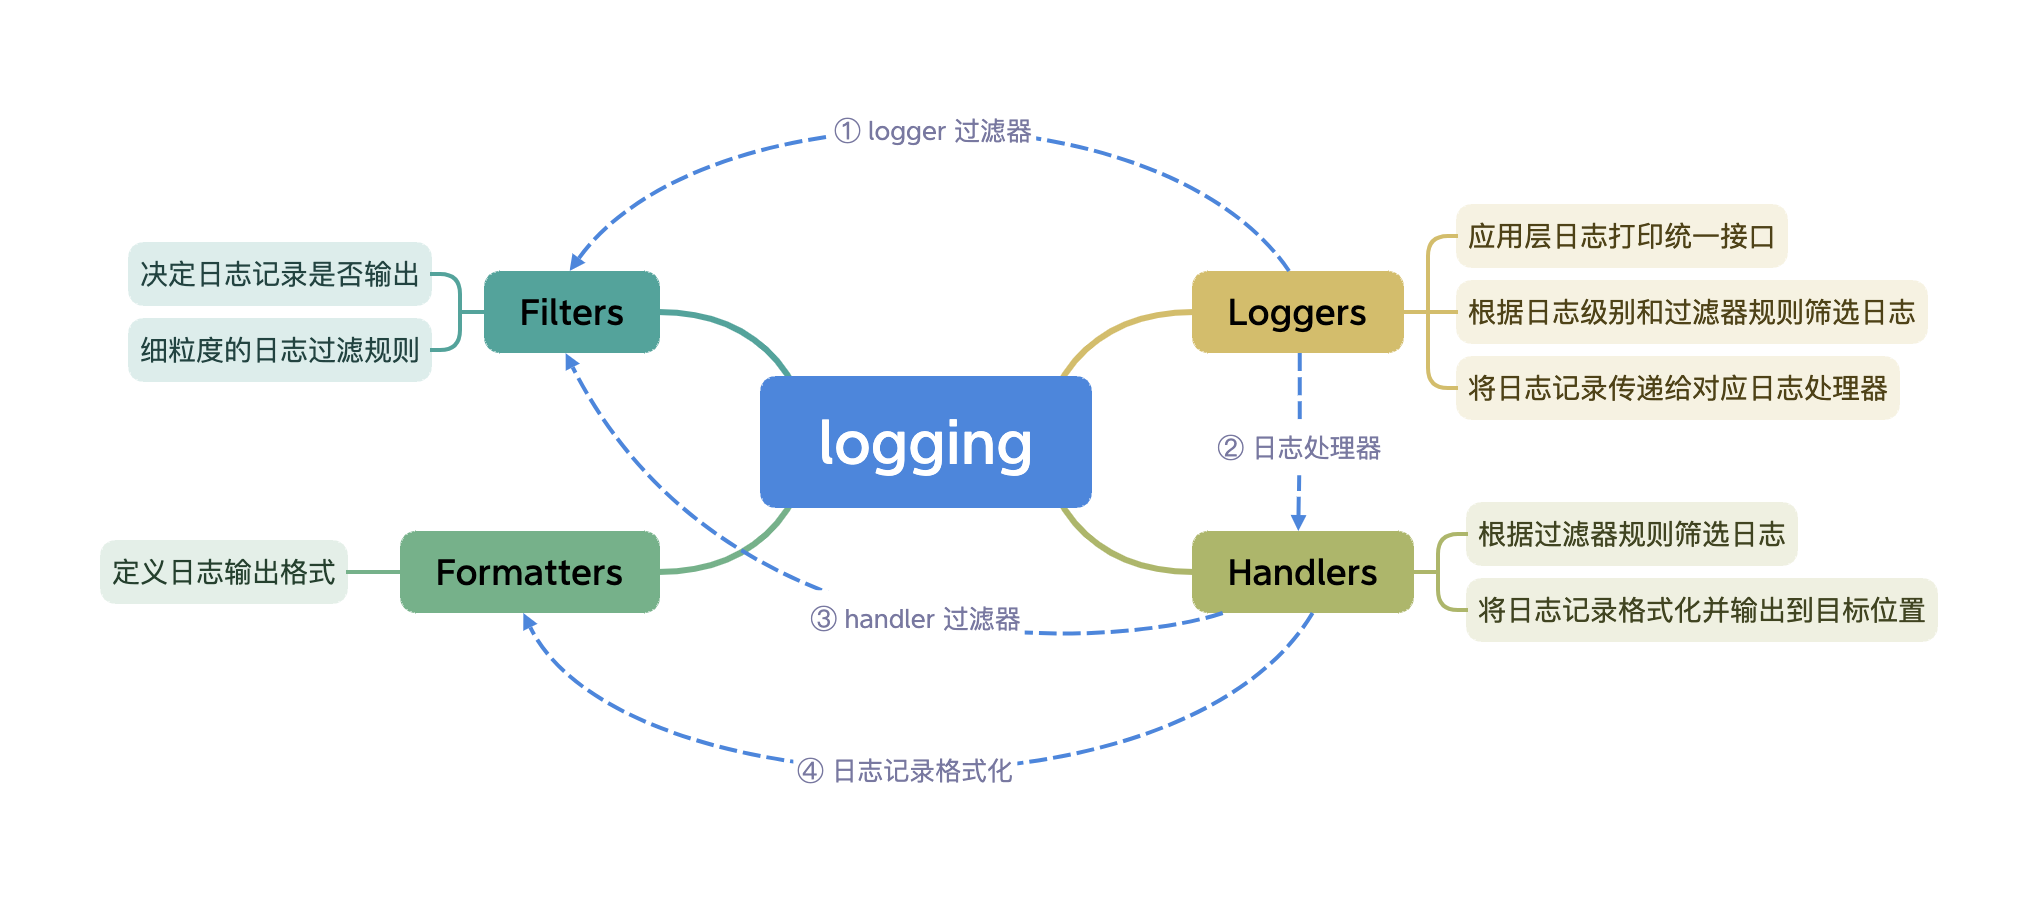 ① logger 过滤器
应用层日志打印统一接口
决定日志记录是否输出
Filters
Loggers
根据日志级别和过滤器规则筛选日志
细粒度的日志过滤规则
将日志记录传递给对应日志处理器
logging
② 日志处理器
根据过滤器规则筛选日志
定义日志输出格式
Formatters
Handlers
将日志记录格式化并输出到目标位置
③ handler 过滤器
④ 日志记录格式化